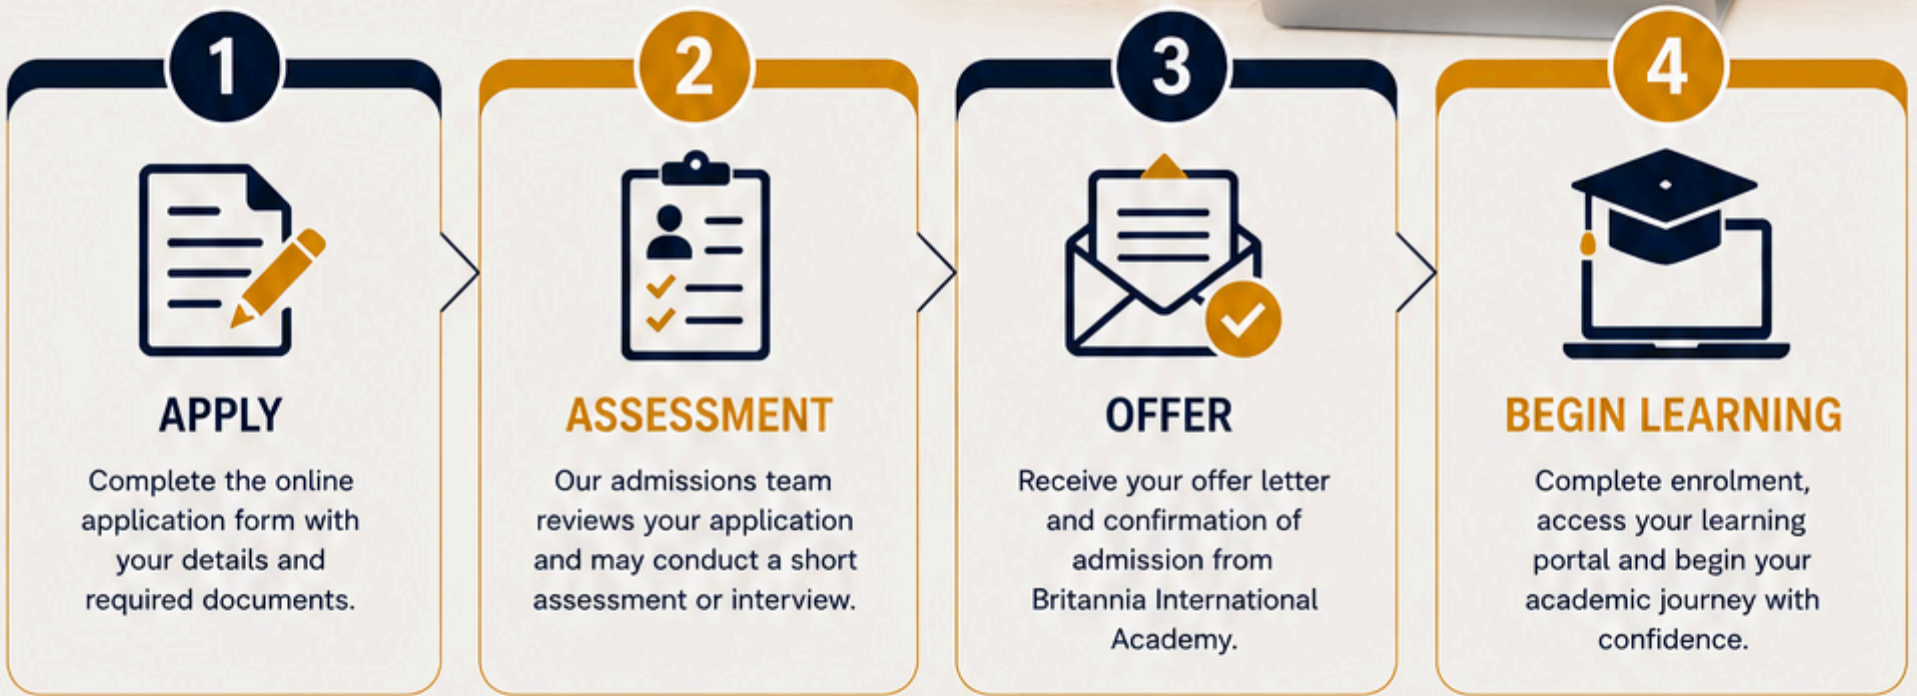 1
APPLY
Complete the online
application form with
your details and
required documents.
2
ASSESSMENT
Our admissions team
reviews your application
and may conduct a short
assessment or interview.
3
OFFER
Receive your offer letter
and confirmation of
admission from
Britannia International
Academy.
4
BEGIN LEARNING
Complete enrolment,
access your learning
portal and begin your
academic journey with
confidence.